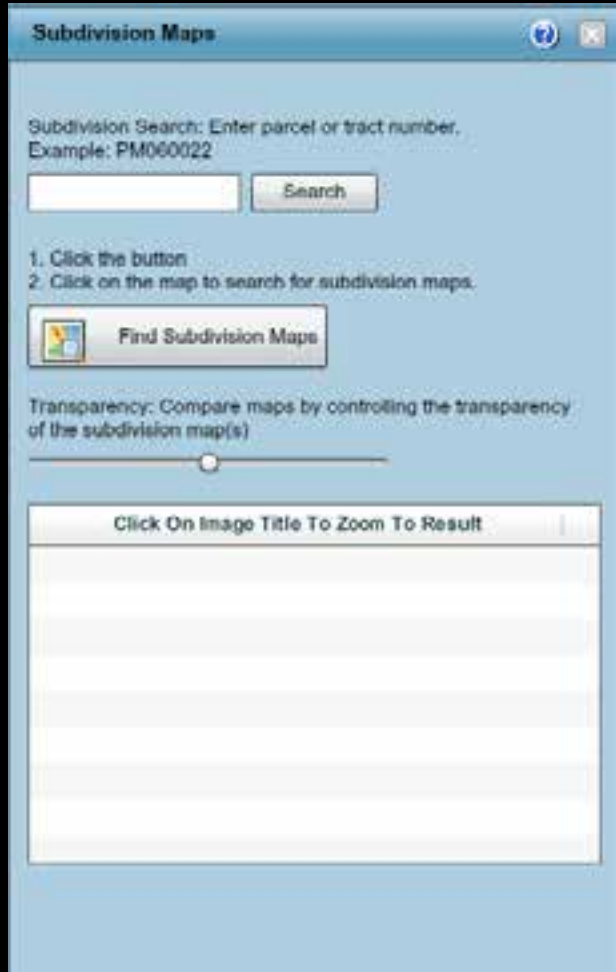 Subdivision Maps
?
Subdivision Search: Enter parcel or tract number.
Example: PM060022
Search
1. Click the button
2. Click on the map to search for subdivision maps.
Find Subdivision Maps
Transparency: Compare maps by controlling the transparency
of the subdivision map(s)
Click On Image Title To Zoom To Result